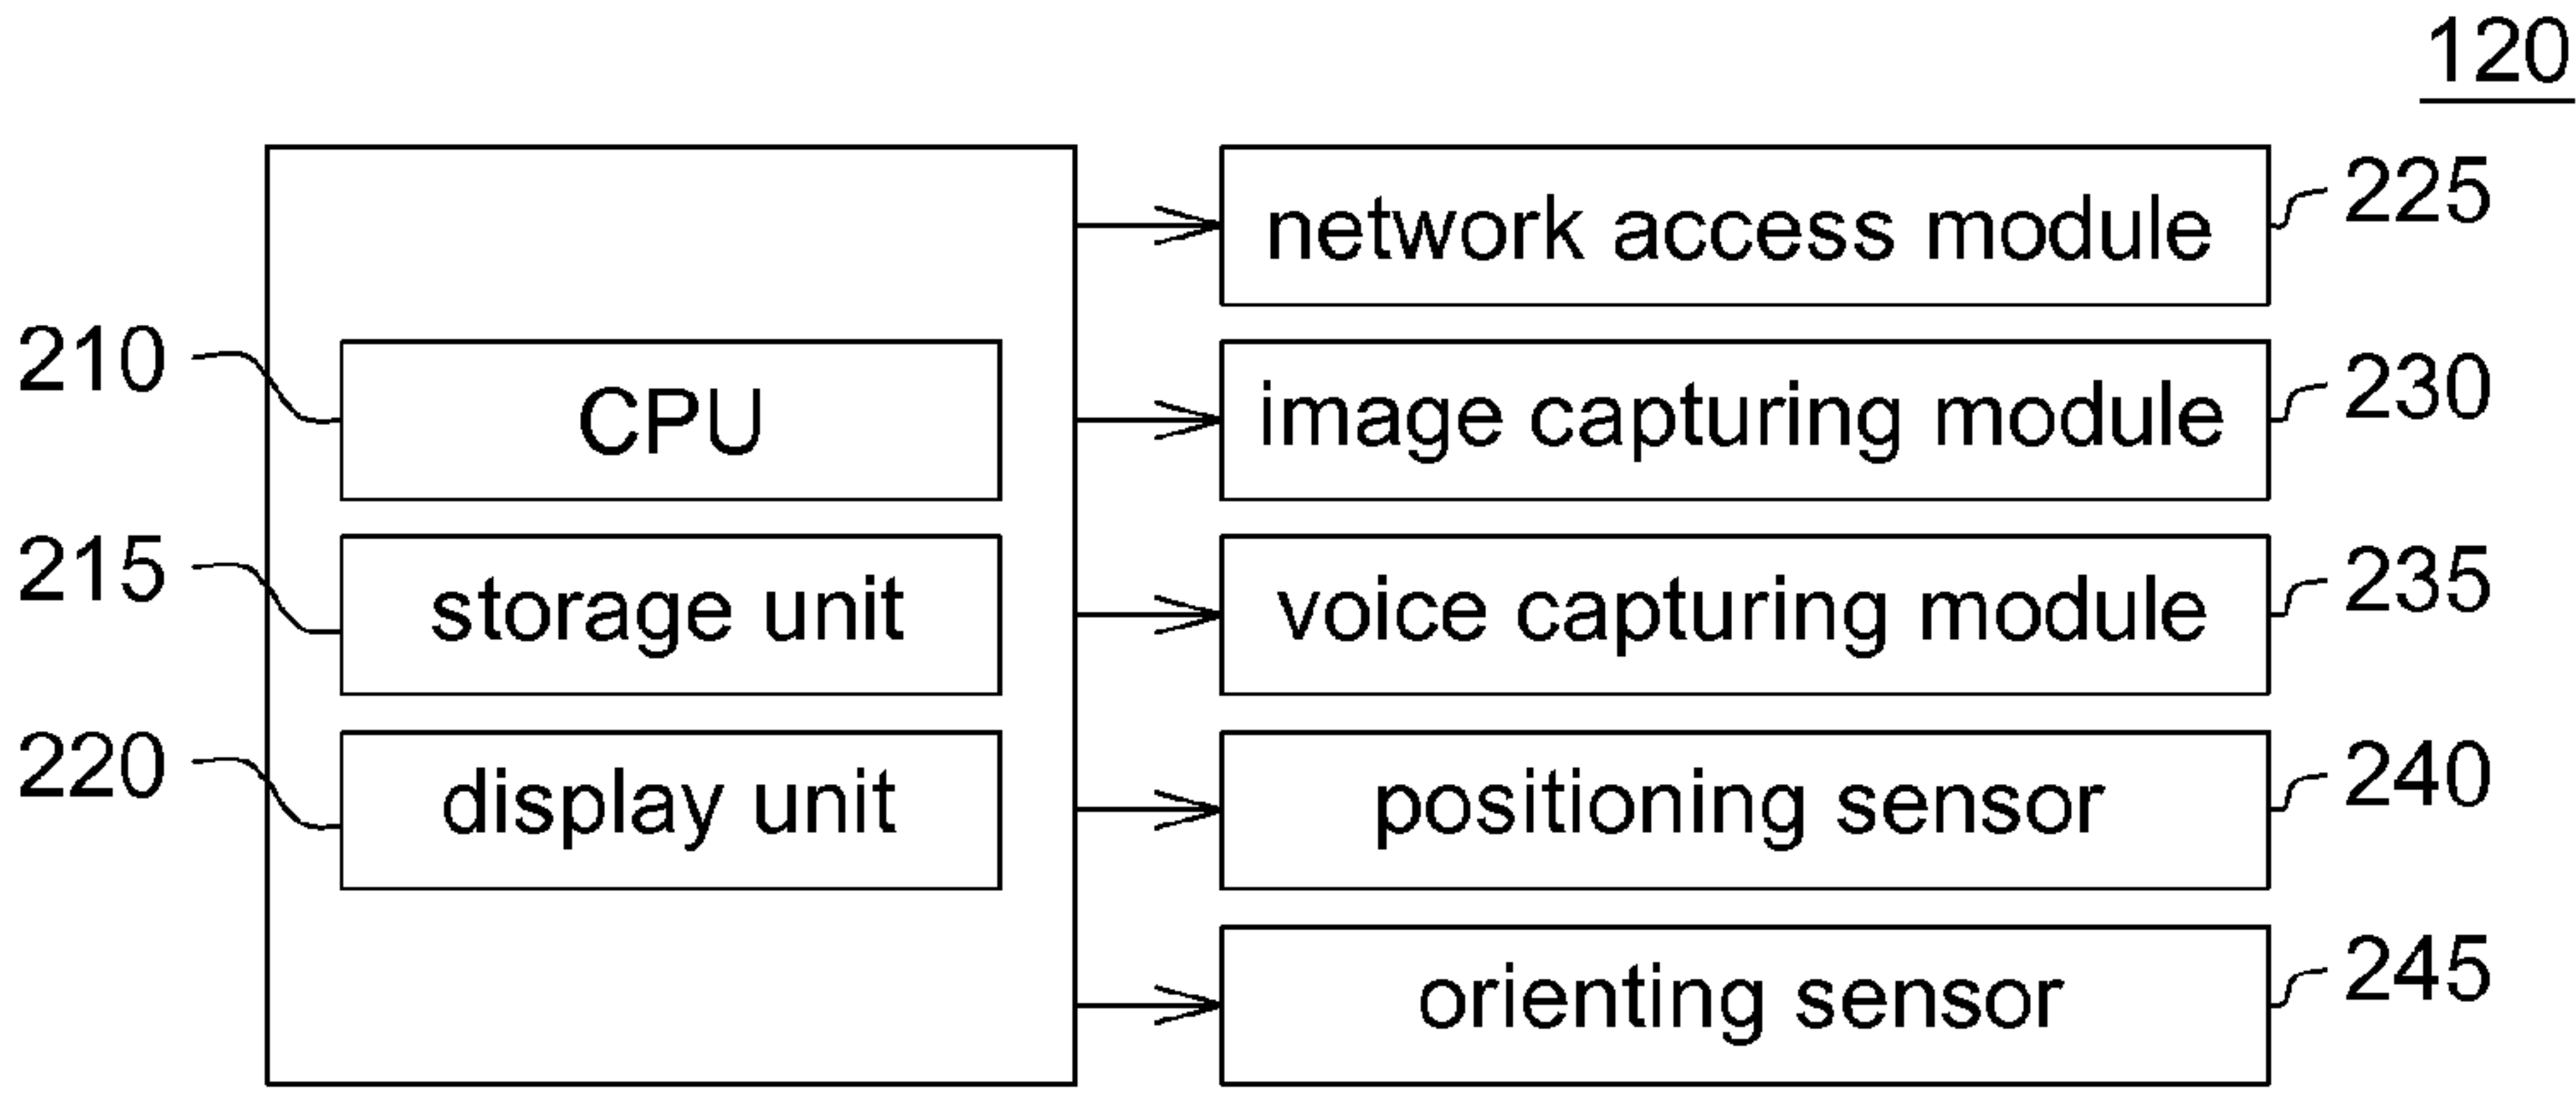 120
network access module
225
210
CPU
image capturing module
230
215
storage unit
voice capturing module
235
220
display unit
positioning sensor
240
orienting sensor
245